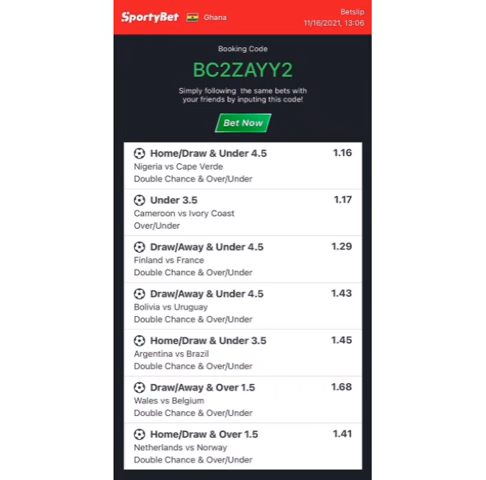 SportyBet Ghana Betslip
11/16/2021, 13:06
Booking Code
BC2ZAYY2
Simply following the same bets with
your friends by inputing this code!
Bet Now
Home/Draw & Under 4.5 1.16
Nigeria vs Cape Verde
Double Chance & Over/Under
Under 3.5 1.17
Cameroon vs Ivory Coast
Over/Under
Draw/Away & Under 4.5 1.29
Finland vs France
Double Chance & Over/Under
Draw/Away & Under 4.5 1.43
Bolivia vs Uruguay
Double Chance & Over/Under
Home/Draw & Under 3.5 1.45
Argentina vs Brazil
Double Chance & Over/Under
Draw/Away & Over 1.5 1.68
Wales vs Belgium
Double Chance & Over/Under
Home/Draw & Over 1.5 1.41
Netherlands vs Norway
Double Chance & Over/Under